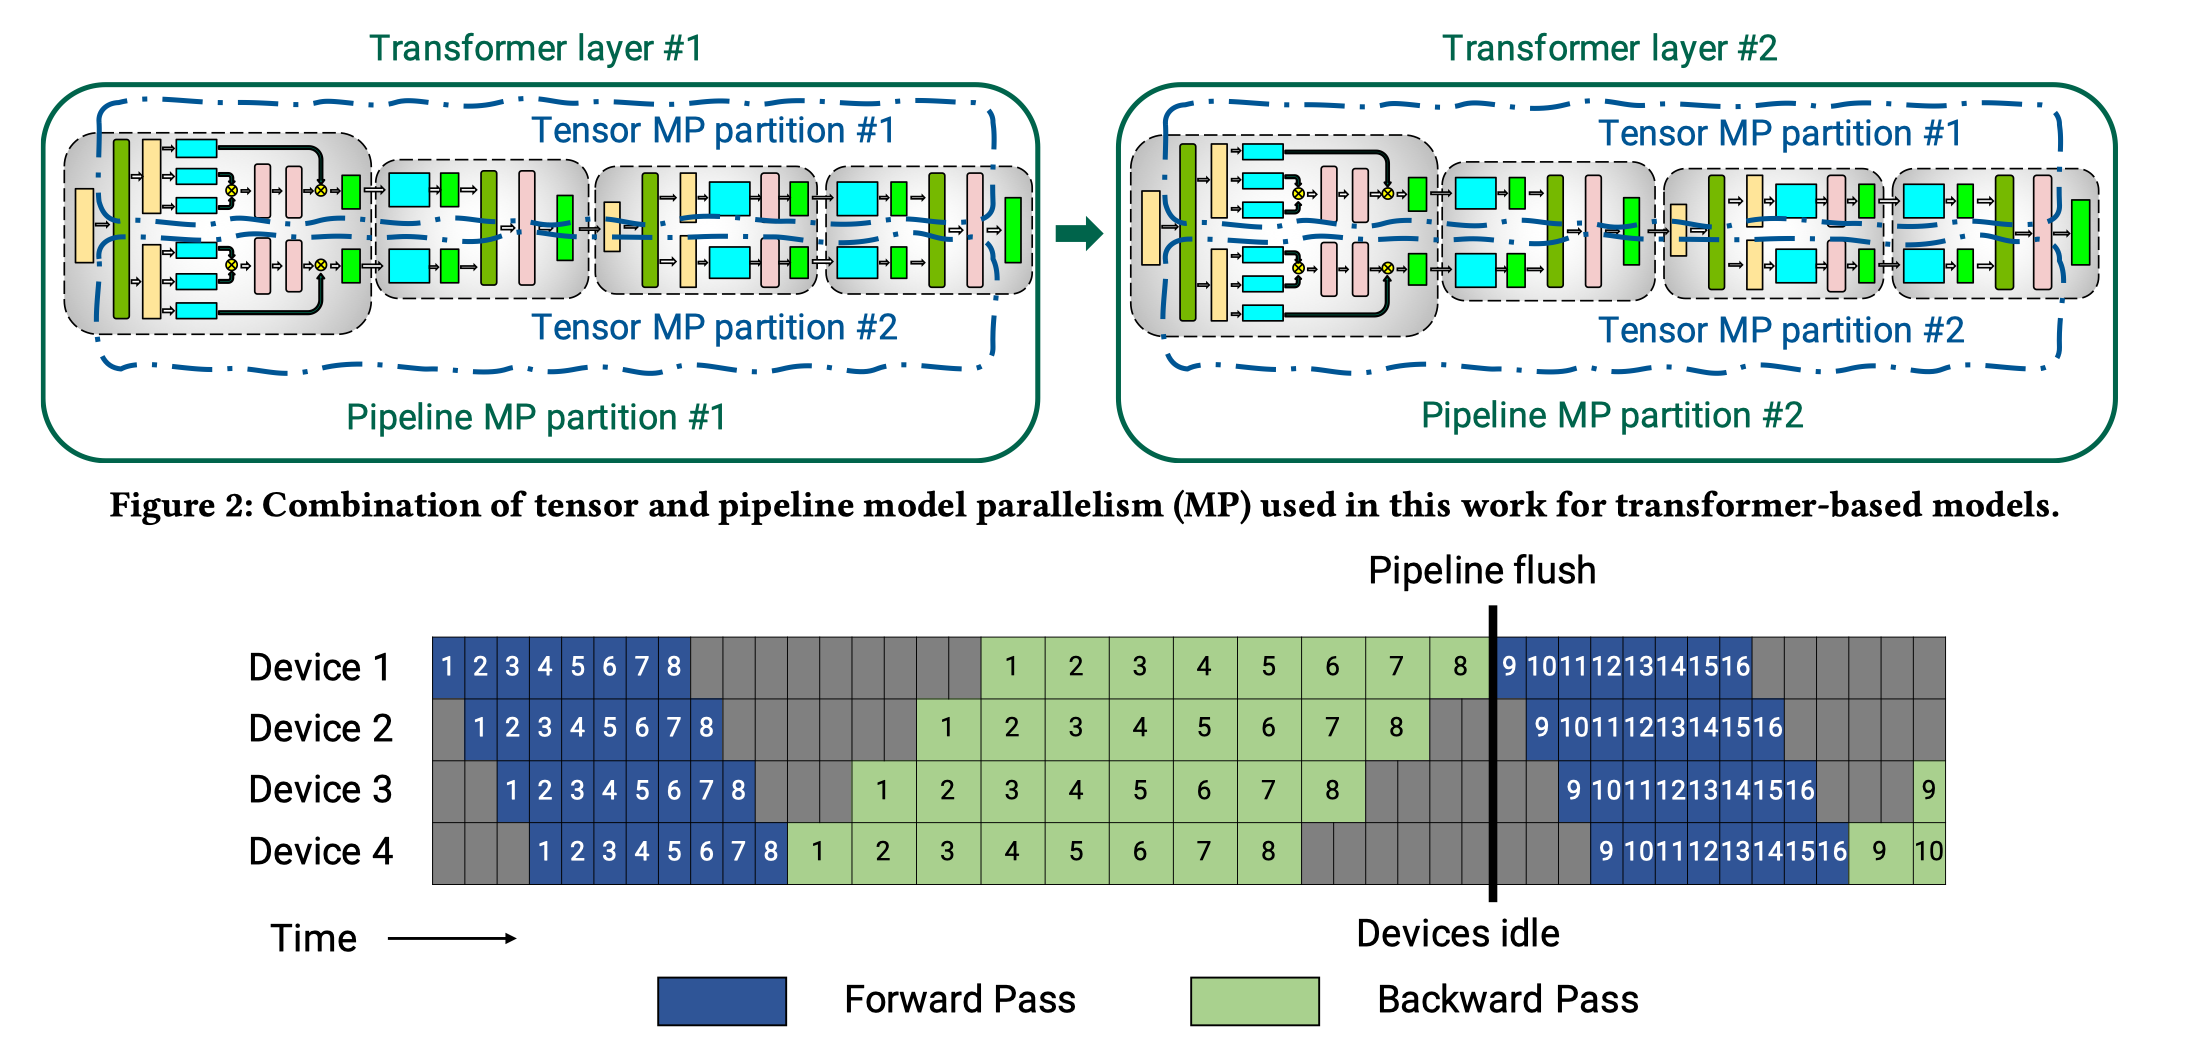 Transformer layer #1
Transformer layer #2
Tensor MP partition #1
Tensor MP partition #1
Tensor MP partition #2
Tensor MP partition #2
Pipeline MP partition #1
Pipeline MP partition #2
Figure 2: Combination of tensor and pipeline model parallelism (MP) used in this work for transformer-based models.
Pipeline flush
Device 1 1 2 3 4 5 6 7 8 1 2 3 4 5 6 7 8 9 10 11 12 13 14 15 16
Device 2 1 2 3 4 5 6 7 8 1 2 3 4 5 6 7 8 9 10 11 12 13 14 15 16
Device 3 1 2 3 4 5 6 7 8 1 2 3 4 5 6 7 8 9 10 11 12 13 14 15 16 9
Device 4 1 2 3 4 5 6 7 8 1 2 3 4 5 6 7 8 9 10 11 12 13 14 15 16 9 10
Time
Devices idle
Forward Pass
Backward Pass